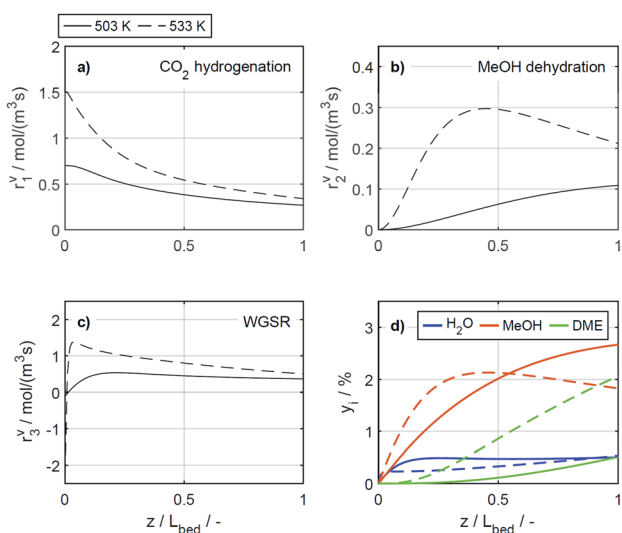 503 K 533 K
a) CO₂ hydrogenation
r₁ᵛ / mol/(m³s)
2
1.5
1
0.5
0
0 0.5 1
b) MeOH dehydration
r₂ᵛ / mol/(m³s)
0.4
0.3
0.2
0.1
0
0 0.5 1
c) WGSR
r₃ᵛ / mol/(m³s)
2
1
0
-1
-2
0 0.5 1
z / L_bed / -
d) H₂O MeOH DME
yᵢ / %
3
2
1
0
0 0.5 1
z / L_bed / -